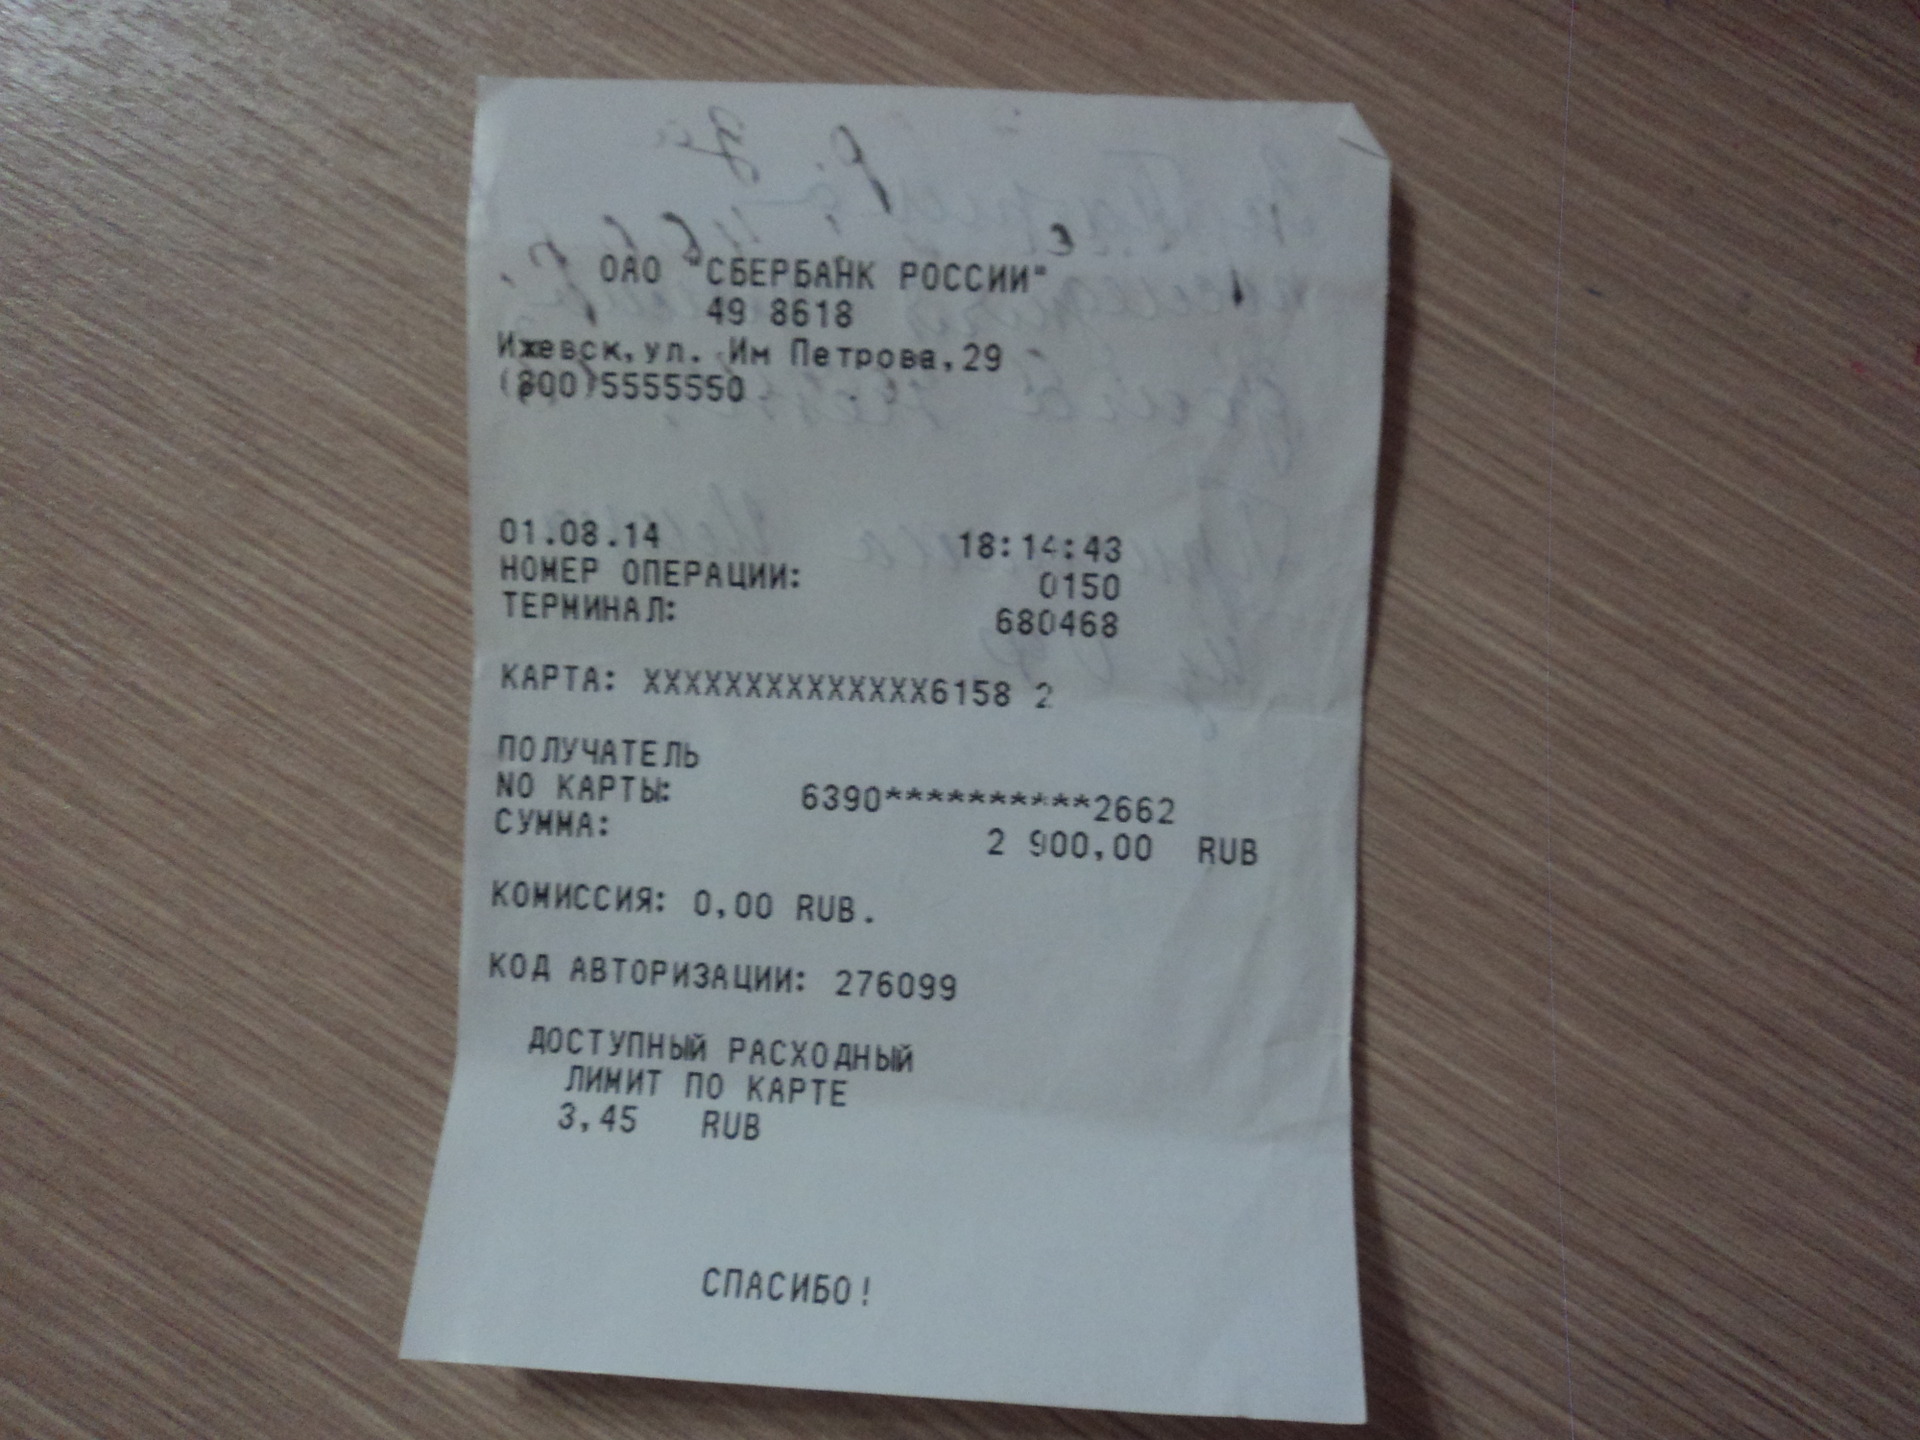 ОАО "СБЕРБАНК РОССИИ"
49 8618
Ижевск,ул. Им Петрова,29
(800)5555550
01.08.14 18:14:43
НОМЕР ОПЕРАЦИИ: 0150
ТЕРМИНАЛ: 680468
КАРТА: XXXXXXXXXXXXXX6158 2
ПОЛУЧАТЕЛЬ
NO КАРТЫ: 6390**********2662
СУММА: 2 900,00 RUB
КОМИССИЯ: 0,00 RUB.
КОД АВТОРИЗАЦИИ: 276099
ДОСТУПНЫЙ РАСХОДНЫЙ
ЛИМИТ ПО КАРТЕ
3,45 RUB
СПАСИБО!